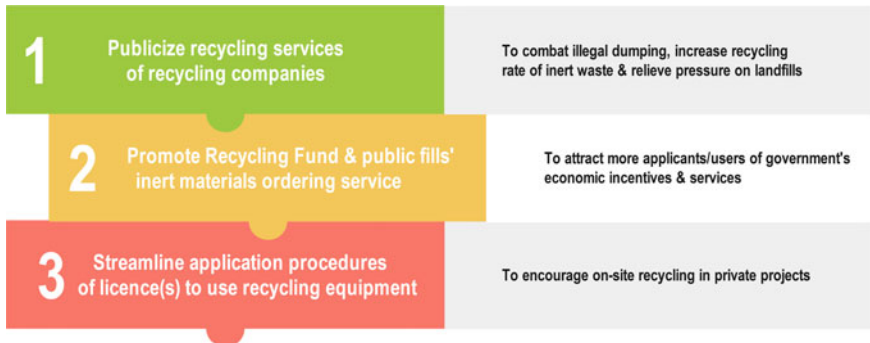 1
Publicize recycling services
of recycling companies
To combat illegal dumping, increase recycling
rate of inert waste & relieve pressure on landfills
2
Promote Recycling Fund & public fills'
inert materials ordering service
To attract more applicants/users of government's
economic incentives & services
3
Streamline application procedures
of licence(s) to use recycling equipment
To encourage on-site recycling in private projects